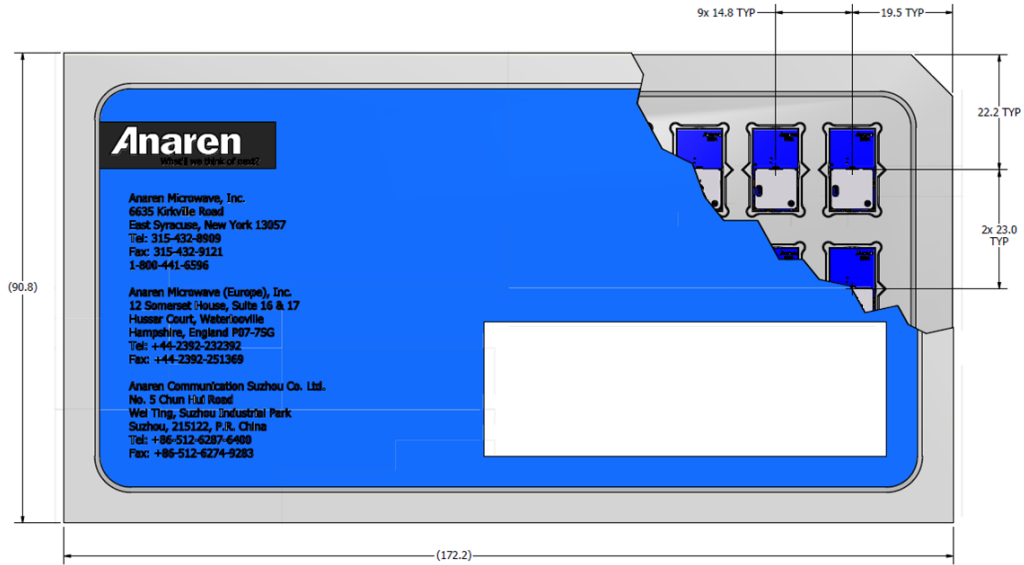 9x 14.8 TYP
19.5 TYP
22.2 TYP
2x 23.0
TYP
(90.8)
(172.2)
Anaren
What'll we think of next?
Anaren Microwave, Inc.
6635 Kirkville Road
East Syracuse, New York 13057
Tel: 315-432-8909
Fax: 315-432-9121
1-800-441-6596
Anaren Microwave (Europe), Inc.
12 Somerset House, Suite 16 & 17
Hussar Court, Waterlooville
Hampshire, England P07-7SG
Tel: +44-2392-232392
Fax: +44-2392-251369
Anaren Communication Suzhou Co. Ltd.
No. 5 Chun Hui Road
Wei Ting, Suzhou Industrial Park
Suzhou, 215122, P.R. China
Tel: +86-512-6287-6400
Fax: +86-512-6274-9283